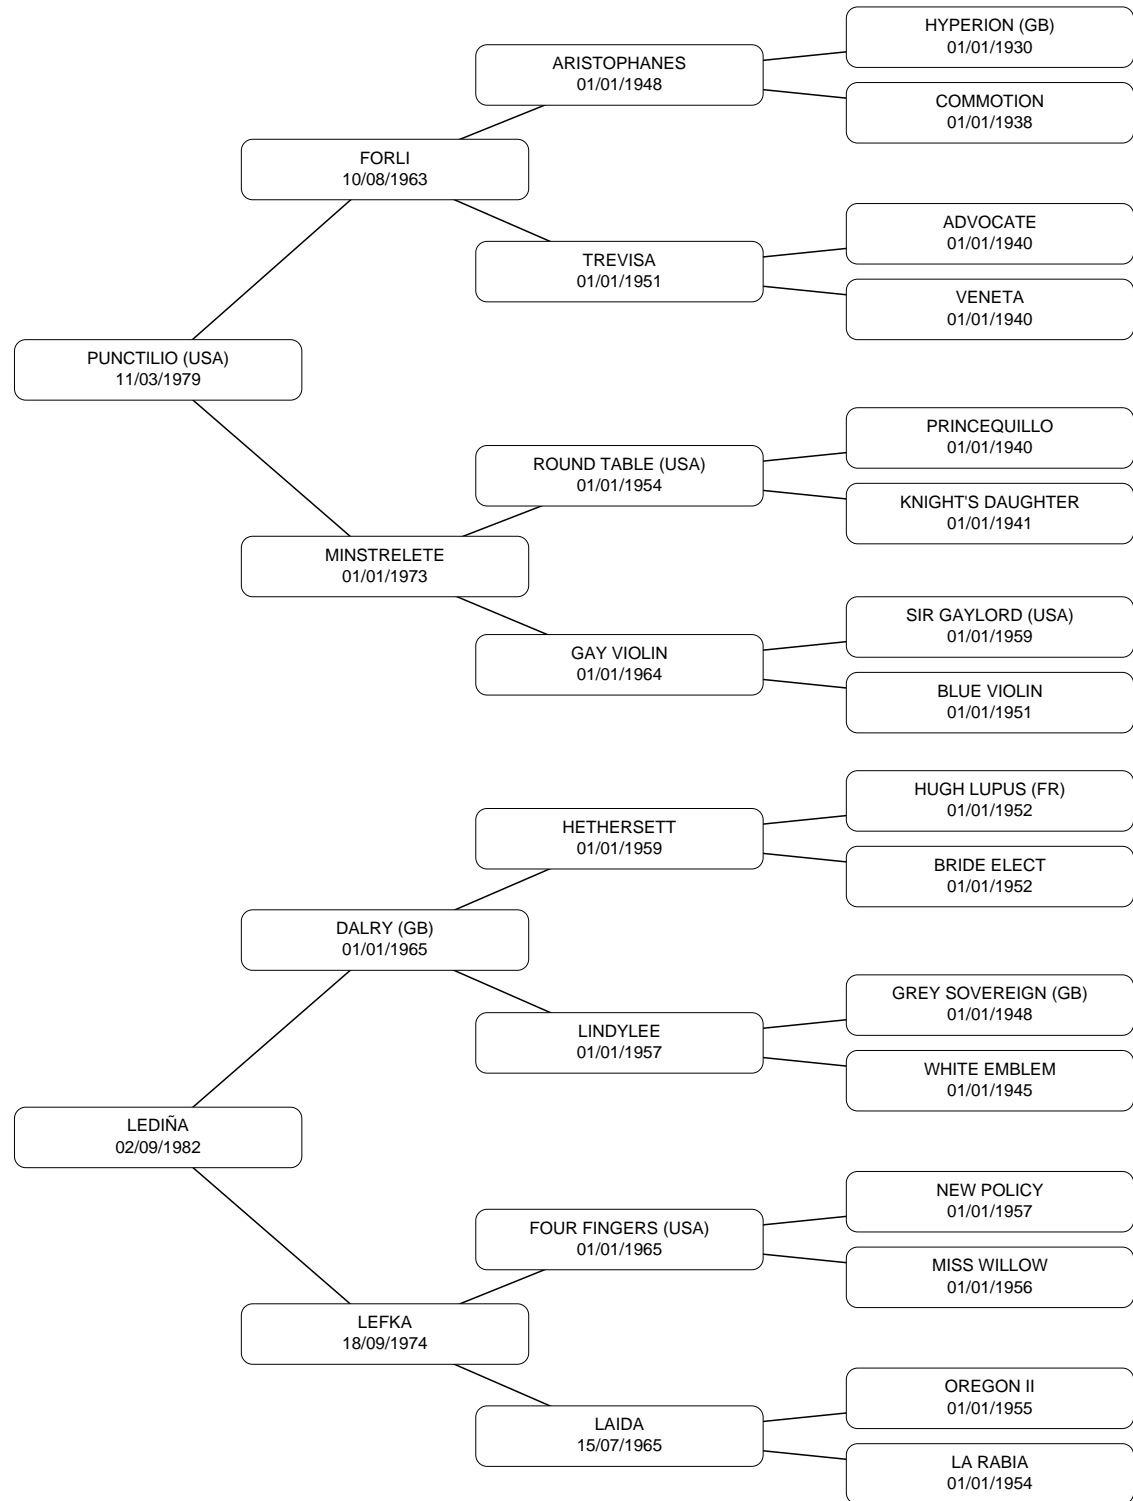 HYPERION (GB)
01/01/1930
ARISTOPHANES
01/01/1948
COMMOTION
01/01/1938
FORLI
10/08/1963
ADVOCATE
01/01/1940
TREVISA
01/01/1951
VENETA
01/01/1940
PUNCTILIO (USA)
11/03/1979
PRINCEQUILLO
01/01/1940
ROUND TABLE (USA)
01/01/1954
KNIGHT'S DAUGHTER
01/01/1941
MINSTRELETE
01/01/1973
SIR GAYLORD (USA)
01/01/1959
GAY VIOLIN
01/01/1964
BLUE VIOLIN
01/01/1951
HUGH LUPUS (FR)
01/01/1952
HETHERSETT
01/01/1959
BRIDE ELECT
01/01/1952
DALRY (GB)
01/01/1965
GREY SOVEREIGN (GB)
01/01/1948
LINDYLEE
01/01/1957
WHITE EMBLEM
01/01/1945
LEDIÑA
02/09/1982
NEW POLICY
01/01/1957
FOUR FINGERS (USA)
01/01/1965
MISS WILLOW
01/01/1956
LEFKA
18/09/1974
OREGON II
01/01/1955
LAIDA
15/07/1965
LA RABIA
01/01/1954